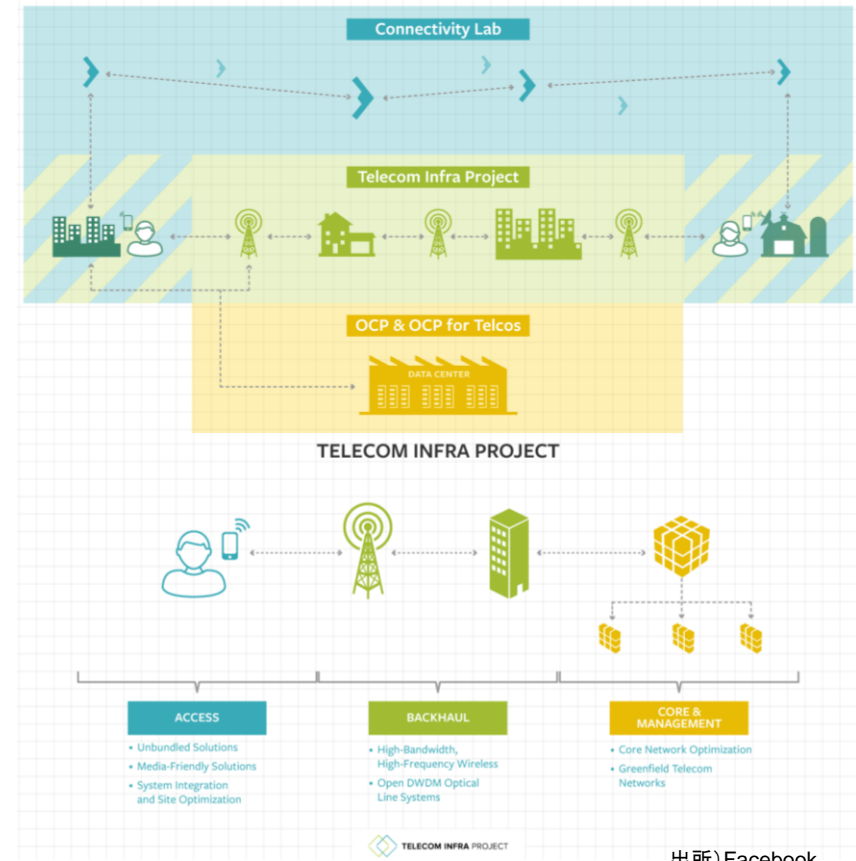 Connectivity Lab
Telecom Infra Project
OCP & OCP for Telcos
DATA CENTER
TELECOM INFRA PROJECT
ACCESS
• Unbundled Solutions
• Media-Friendly Solutions
• System Integration
and Site Optimization
BACKHAUL
• High-Bandwidth,
High-Frequency Wireless
• Open DWDM Optical
Line Systems
CORE &
MANAGEMENT
• Core Network Optimization
• Greenfield Telecom
Networks
TELECOM INFRA PROJECT
出所）Facebook